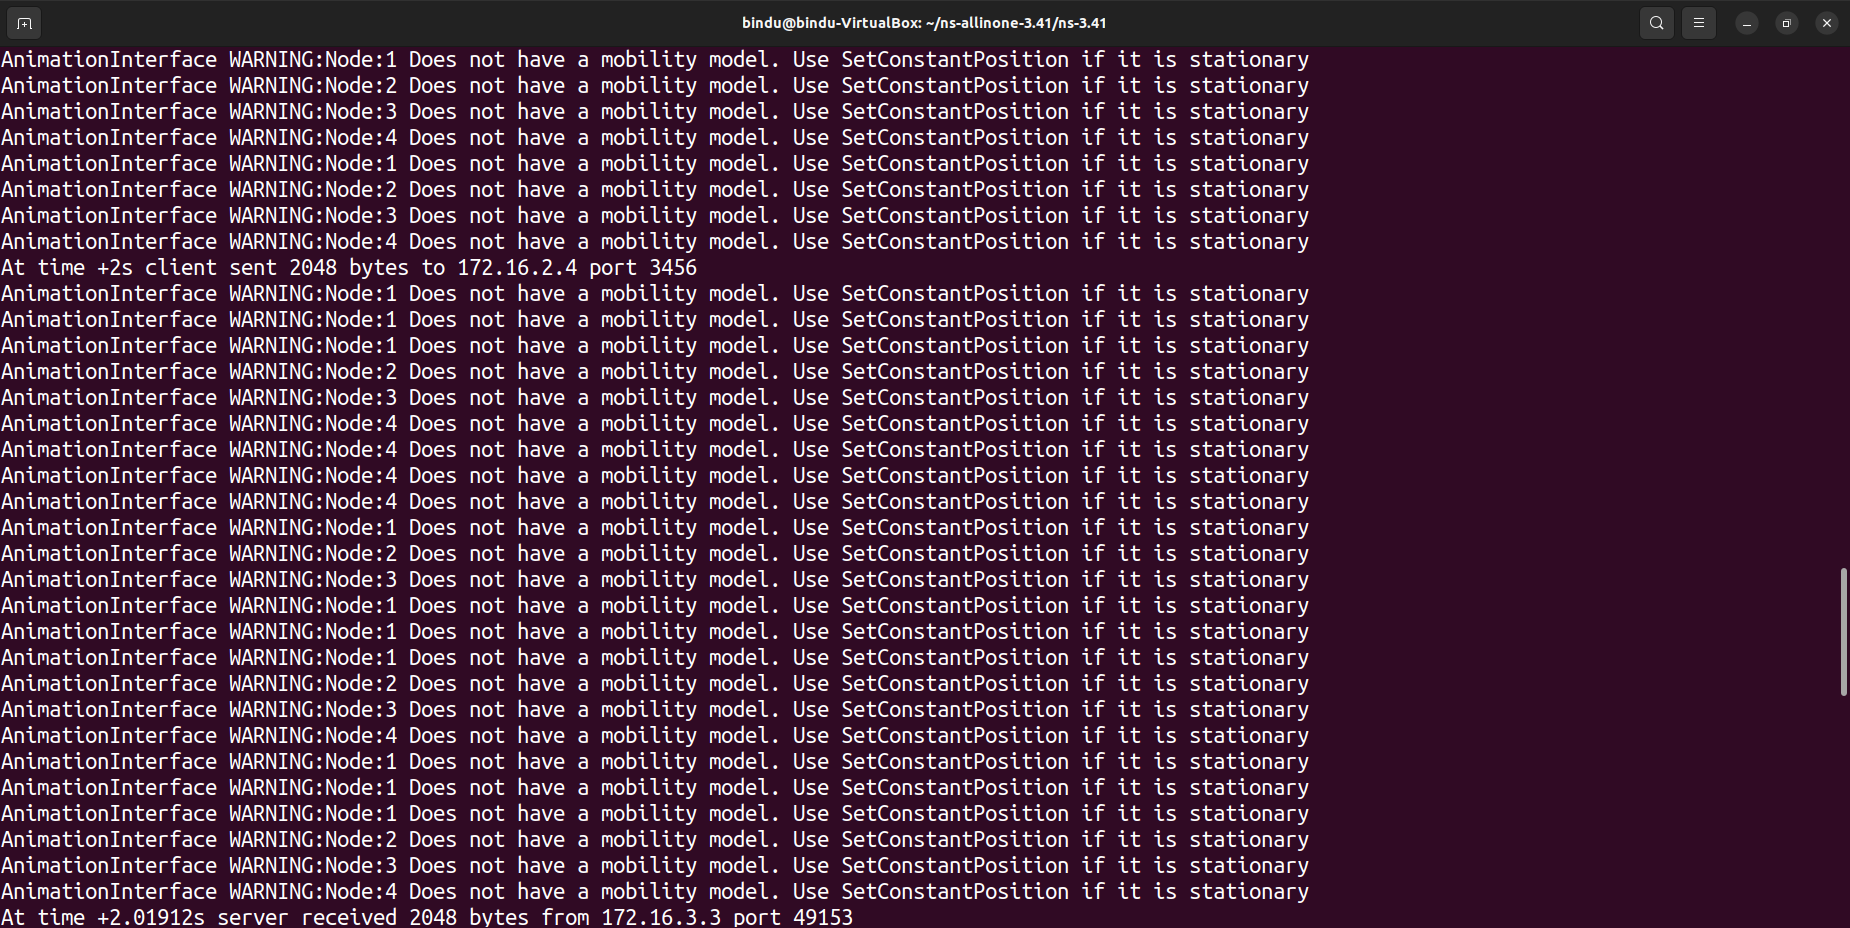 bindu@bindu-VirtualBox: ~/ns-allinone-3.41/ns-3.41
AnimationInterface WARNING:Node:1 Does not have a mobility model. Use SetConstantPosition if it is stationary
AnimationInterface WARNING:Node:2 Does not have a mobility model. Use SetConstantPosition if it is stationary
AnimationInterface WARNING:Node:3 Does not have a mobility model. Use SetConstantPosition if it is stationary
AnimationInterface WARNING:Node:4 Does not have a mobility model. Use SetConstantPosition if it is stationary
AnimationInterface WARNING:Node:1 Does not have a mobility model. Use SetConstantPosition if it is stationary
AnimationInterface WARNING:Node:2 Does not have a mobility model. Use SetConstantPosition if it is stationary
AnimationInterface WARNING:Node:3 Does not have a mobility model. Use SetConstantPosition if it is stationary
AnimationInterface WARNING:Node:4 Does not have a mobility model. Use SetConstantPosition if it is stationary
At time +2s client sent 2048 bytes to 172.16.2.4 port 3456
AnimationInterface WARNING:Node:1 Does not have a mobility model. Use SetConstantPosition if it is stationary
AnimationInterface WARNING:Node:1 Does not have a mobility model. Use SetConstantPosition if it is stationary
AnimationInterface WARNING:Node:1 Does not have a mobility model. Use SetConstantPosition if it is stationary
AnimationInterface WARNING:Node:2 Does not have a mobility model. Use SetConstantPosition if it is stationary
AnimationInterface WARNING:Node:3 Does not have a mobility model. Use SetConstantPosition if it is stationary
AnimationInterface WARNING:Node:4 Does not have a mobility model. Use SetConstantPosition if it is stationary
AnimationInterface WARNING:Node:4 Does not have a mobility model. Use SetConstantPosition if it is stationary
AnimationInterface WARNING:Node:4 Does not have a mobility model. Use SetConstantPosition if it is stationary
AnimationInterface WARNING:Node:4 Does not have a mobility model. Use SetConstantPosition if it is stationary
AnimationInterface WARNING:Node:1 Does not have a mobility model. Use SetConstantPosition if it is stationary
AnimationInterface WARNING:Node:2 Does not have a mobility model. Use SetConstantPosition if it is stationary
AnimationInterface WARNING:Node:3 Does not have a mobility model. Use SetConstantPosition if it is stationary
AnimationInterface WARNING:Node:1 Does not have a mobility model. Use SetConstantPosition if it is stationary
AnimationInterface WARNING:Node:1 Does not have a mobility model. Use SetConstantPosition if it is stationary
AnimationInterface WARNING:Node:1 Does not have a mobility model. Use SetConstantPosition if it is stationary
AnimationInterface WARNING:Node:2 Does not have a mobility model. Use SetConstantPosition if it is stationary
AnimationInterface WARNING:Node:3 Does not have a mobility model. Use SetConstantPosition if it is stationary
AnimationInterface WARNING:Node:4 Does not have a mobility model. Use SetConstantPosition if it is stationary
AnimationInterface WARNING:Node:1 Does not have a mobility model. Use SetConstantPosition if it is stationary
AnimationInterface WARNING:Node:1 Does not have a mobility model. Use SetConstantPosition if it is stationary
AnimationInterface WARNING:Node:1 Does not have a mobility model. Use SetConstantPosition if it is stationary
AnimationInterface WARNING:Node:2 Does not have a mobility model. Use SetConstantPosition if it is stationary
AnimationInterface WARNING:Node:3 Does not have a mobility model. Use SetConstantPosition if it is stationary
AnimationInterface WARNING:Node:4 Does not have a mobility model. Use SetConstantPosition if it is stationary
At time +2.01912s server received 2048 bytes from 172.16.3.3 port 49153